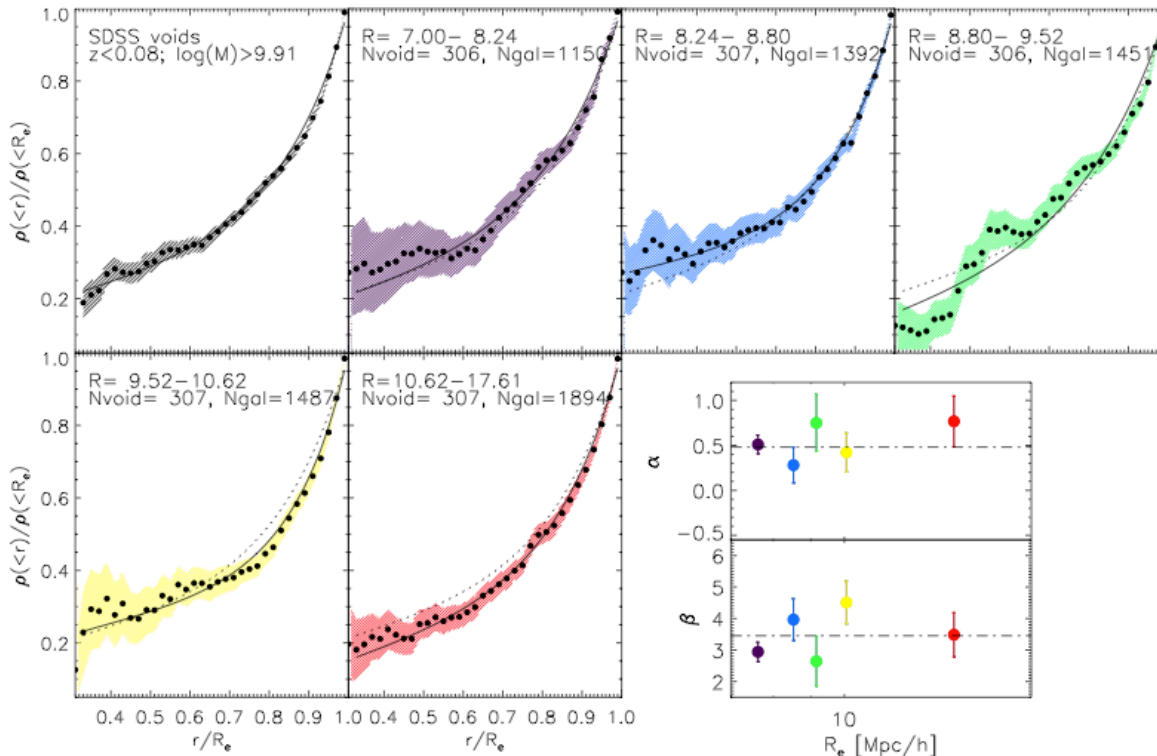 1.0
0.8
0.6
0.4
0.2
ρ(<r)/ρ(<Re)
SDSS voids
z<0.08; log(M)>9.91
R= 7.00– 8.24
Nvoid= 306, Ngal=1150
R= 8.24– 8.80
Nvoid= 307, Ngal=1392
R= 8.80– 9.52
Nvoid= 306, Ngal=1451
1.0
0.8
0.6
0.4
0.2
ρ(<r)/ρ(<Re)
R= 9.52–10.62
Nvoid= 307, Ngal=1487
R=10.62–17.61
Nvoid= 307, Ngal=1894
0.4 0.5 0.6 0.7 0.8 0.9 1.0
r/Re
0.4 0.5 0.6 0.7 0.8 0.9 1.0
r/Re
1.0
0.5
0.0
-0.5
α
6
5
4
3
2
β
10
Re [Mpc/h]